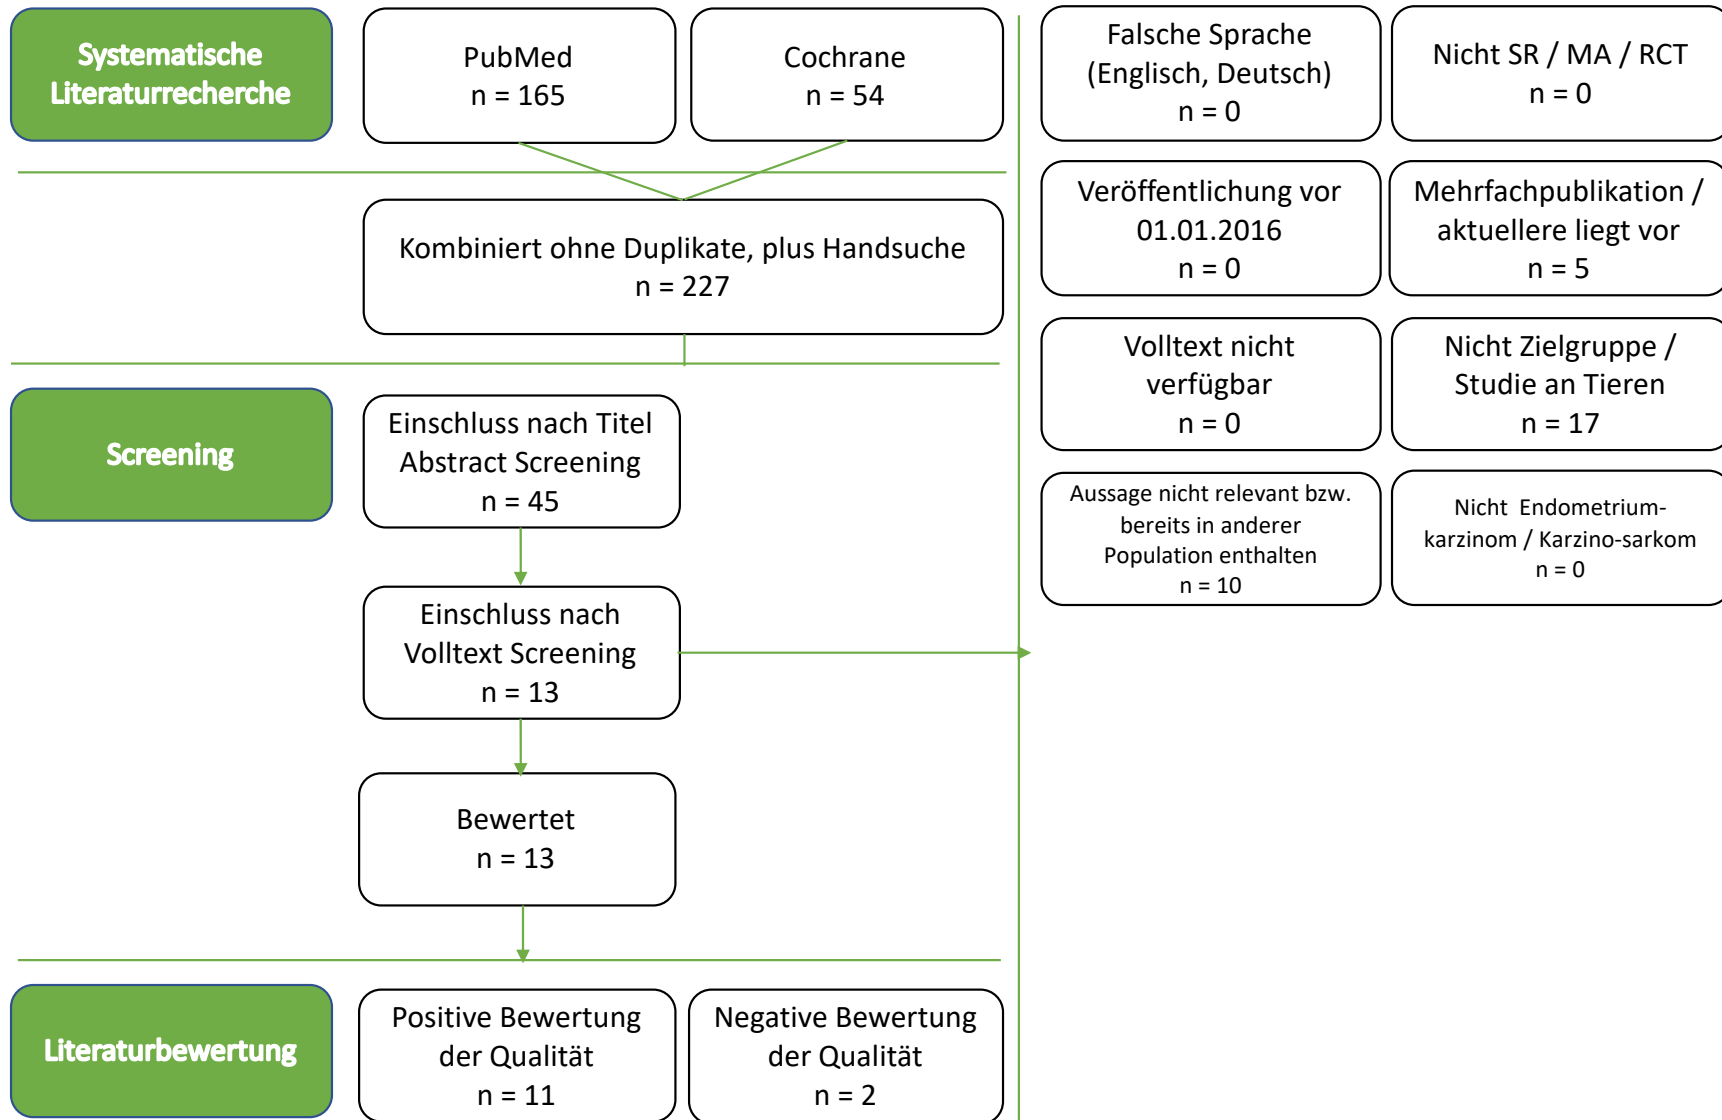 Systematische
Literaturrecherche
PubMed
n = 165
Cochrane
n = 54
Kombiniert ohne Duplikate, plus Handsuche
n = 227
Screening
Einschluss nach Titel
Abstract Screening
n = 45
Einschluss nach
Volltext Screening
n = 13
Bewertet
n = 13
Literaturbewertung
Positive Bewertung
der Qualität
n = 11
Negative Bewertung
der Qualität
n = 2
Falsche Sprache
(Englisch, Deutsch)
n = 0
Nicht SR / MA / RCT
n = 0
Veröffentlichung vor
01.01.2016
n = 0
Mehrfachpublikation /
aktuellere liegt vor
n = 5
Volltext nicht
verfügbar
n = 0
Nicht Zielgruppe /
Studie an Tieren
n = 17
Aussage nicht relevant bzw.
bereits in anderer
Population enthalten
n = 10
Nicht Endometrium-
karzinom / Karzino-sarkom
n = 0